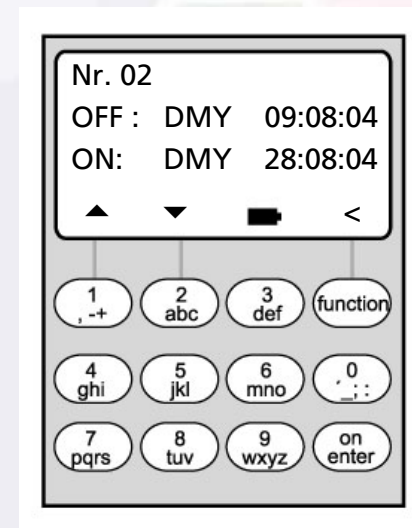 Nr. 02
OFF : DMY 09:08:04
ON: DMY 28:08:04
<
1 2 3 function
, -+ abc def
4 5 6 0
ghi jkl mno ´_; :
7 8 9 on
pqrs tuv wxyz enter